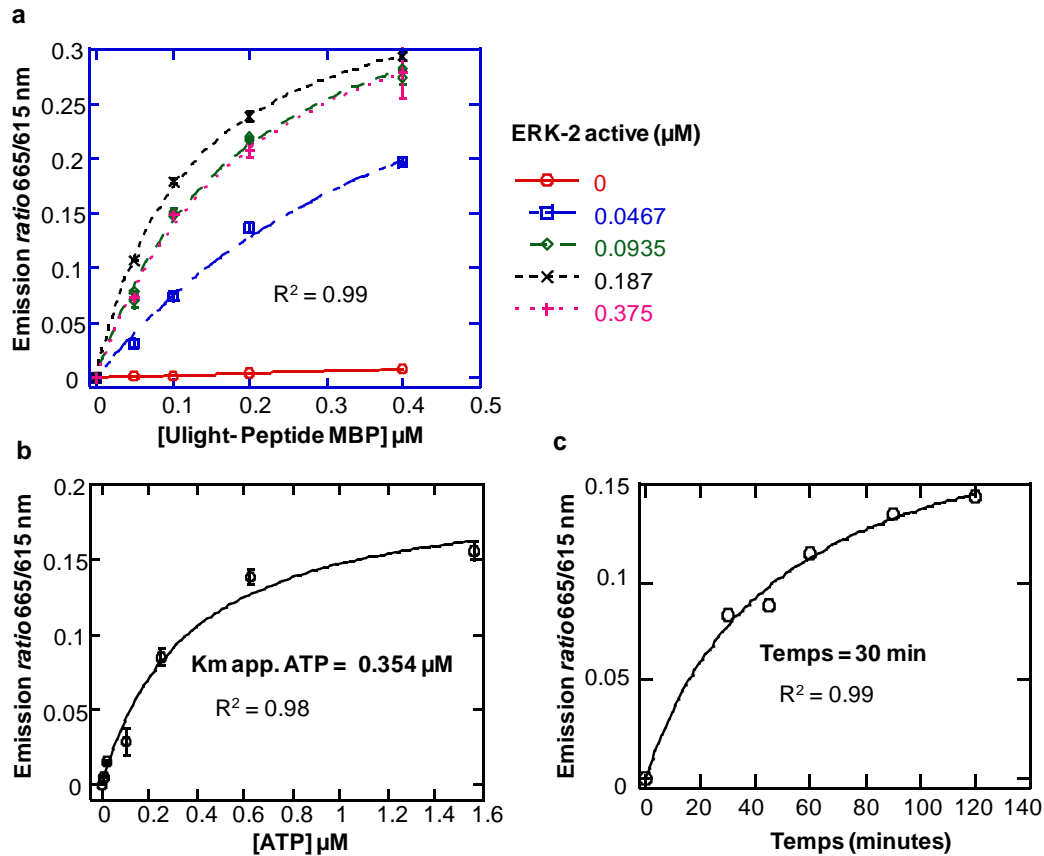 a
0.3
0.25
0.2
0.15
0.1
0.05
0
Emission ratio 665/615 nm
R² = 0.99
0 0.1 0.2 0.3 0.4 0.5
[Ulight-Peptide MBP] µM
ERK-2 active (µM)
0
0.0467
0.0935
0.187
0.375
b
0.2
0.15
0.1
0.05
0
Emission ratio 665/615 nm
Km app. ATP = 0.354 µM
R² = 0.98
0 0.2 0.4 0.6 0.8 1 1.2 1.4 1.6
[ATP] µM
c
0.15
0.1
0.05
0
Emission ratio 665/615 nm
Temps = 30 min
R² = 0.99
0 20 40 60 80 100 120 140
Temps (minutes)